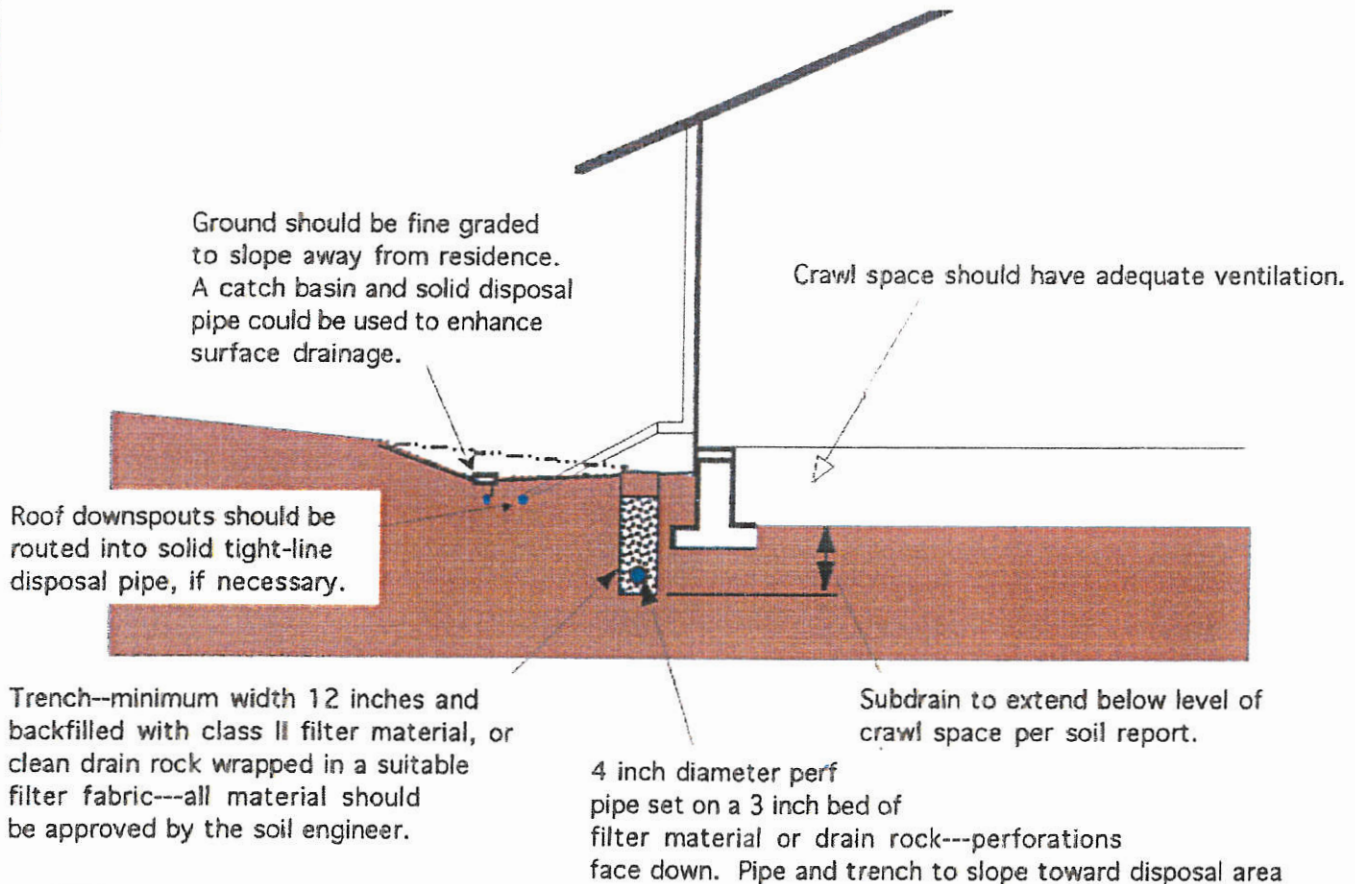 Ground should be fine graded
to slope away from residence.
A catch basin and solid disposal
pipe could be used to enhance
surface drainage.
Crawl space should have adequate ventilation.
Roof downspouts should be
routed into solid tight-line
disposal pipe, if necessary.
Trench--minimum width 12 inches and
backfilled with class II filter material, or
clean drain rock wrapped in a suitable
filter fabric---all material should
be approved by the soil engineer.
Subdrain to extend below level of
crawl space per soil report.
4 inch diameter perf
pipe set on a 3 inch bed of
filter material or drain rock---perforations
face down. Pipe and trench to slope toward disposal area